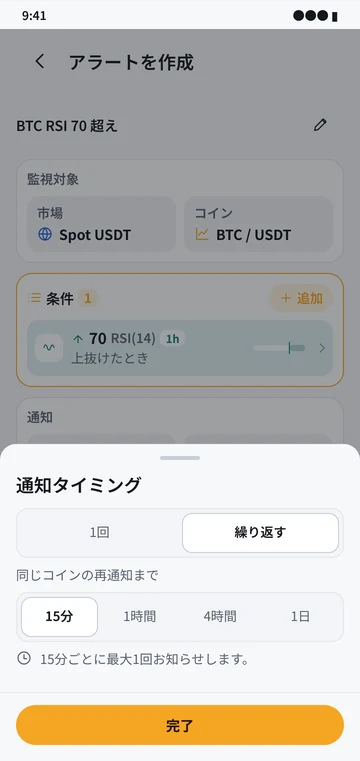 9:41
アラートを作成
BTC RSI 70 超え
監視対象
市場
Spot USDT
コイン
BTC / USDT
条件 1
+ 追加
70 RSI(14) 1h
上抜けたとき
通知
通知タイミング
1回
繰り返す
同じコインの再通知まで
15分
1時間
4時間
1日
15分ごとに最大1回お知らせします。
完了